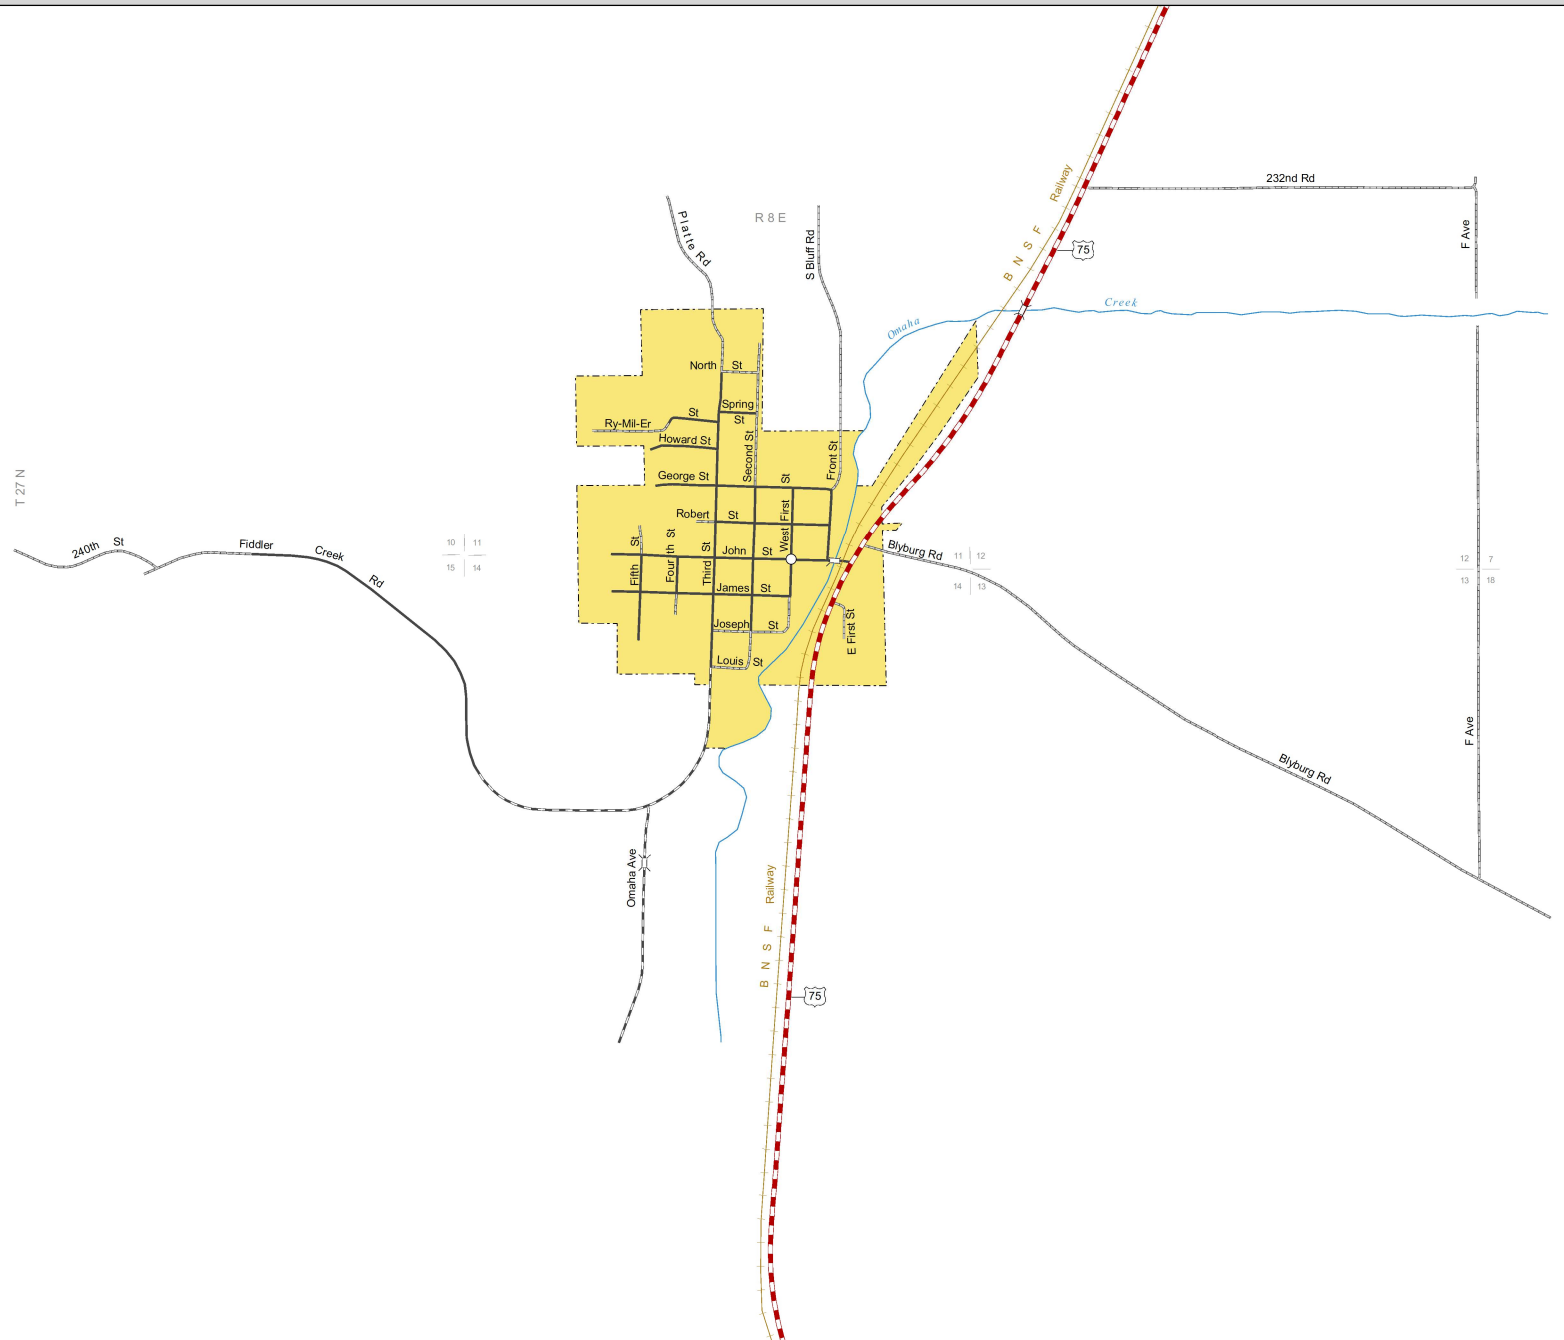 232nd Rd
F Ave
R 8 E
Platte Rd
S Bluff Rd
BNSF Railway
75
Omaha Creek
North St
Spring St
Ry-Mil-Er St
Howard St
Second St
Front St
George St
T 27 N
Robert St
West First St
240th St
Fiddler Creek Rd
10 11
15 14
Fifth St
Fourth St
Third St
John St
Blyburg Rd
11 12
14 13
12 7
13 18
James St
Joseph St
E First St
Louis St
F Ave
Blyburg Rd
Omaha Ave
BNSF Railway
75